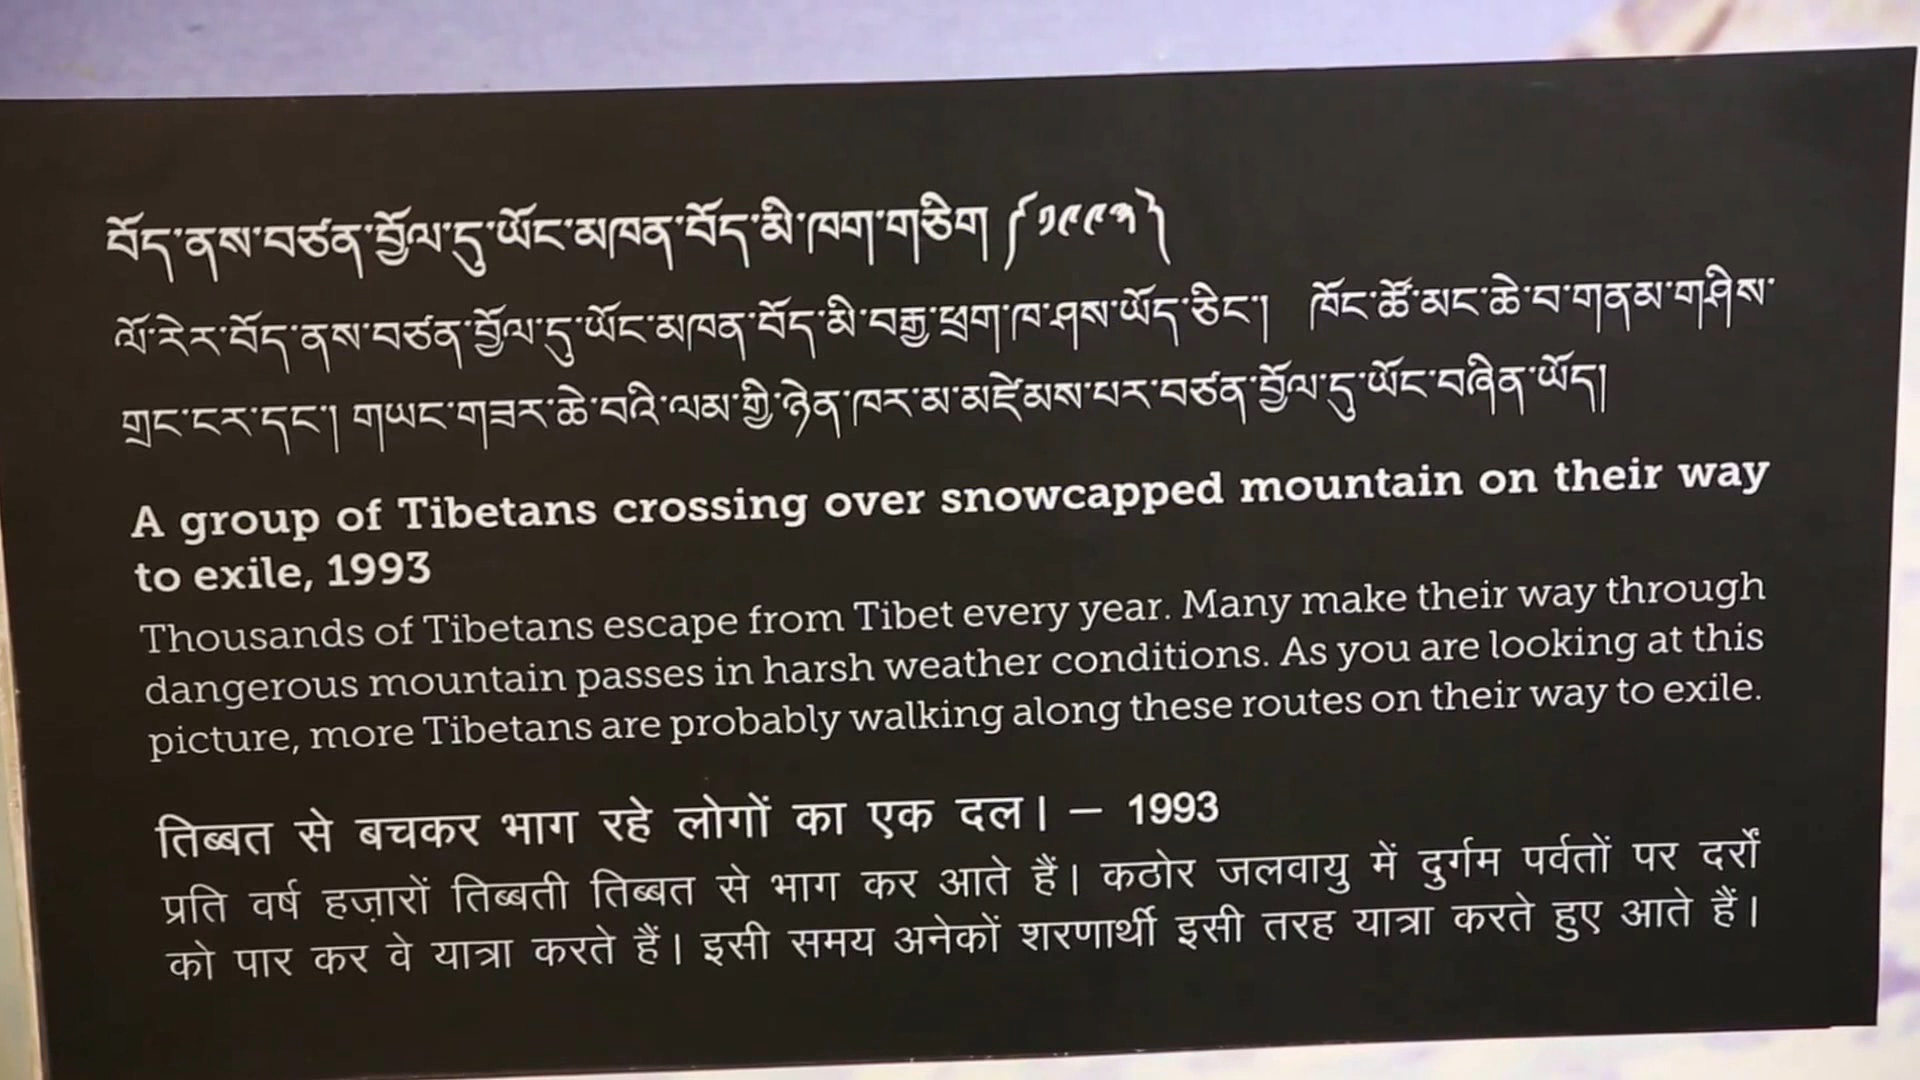 བོད་ནས་བཙན་བྱོལ་དུ་ཡོང་མཁན་བོད་མི་ཁག་གཅིག ༼༡༩༩༣༽
ལོ་རེར་བོད་ནས་བཙན་བྱོལ་དུ་ཡོང་མཁན་བོད་མི་བརྒྱ་ཕྲག་ཁ་ཤས་ཡོད་ཅིང་། ཁོང་ཚོ་མང་ཆེ་བ་གནམ་གཤིས་
གྲང་ངར་དང་། གཡང་གཟར་ཆེ་བའི་ལམ་གྱི་ཉེན་ཁར་མ་མཛེམས་པར་བཙན་བྱོལ་དུ་ཡོང་བཞིན་ཡོད།
A group of Tibetans crossing over snowcapped mountain on their way
to exile, 1993
Thousands of Tibetans escape from Tibet every year. Many make their way through
dangerous mountain passes in harsh weather conditions. As you are looking at this
picture, more Tibetans are probably walking along these routes on their way to exile.
तिब्बत से बचकर भाग रहे लोगों का एक दल। – 1993
प्रति वर्ष हज़ारों तिब्बती तिब्बत से भाग कर आते हैं। कठोर जलवायु में दुर्गम पर्वतों पर दर्रों
को पार कर वे यात्रा करते हैं। इसी समय अनेकों शरणार्थी इसी तरह यात्रा करते हुए आते हैं।